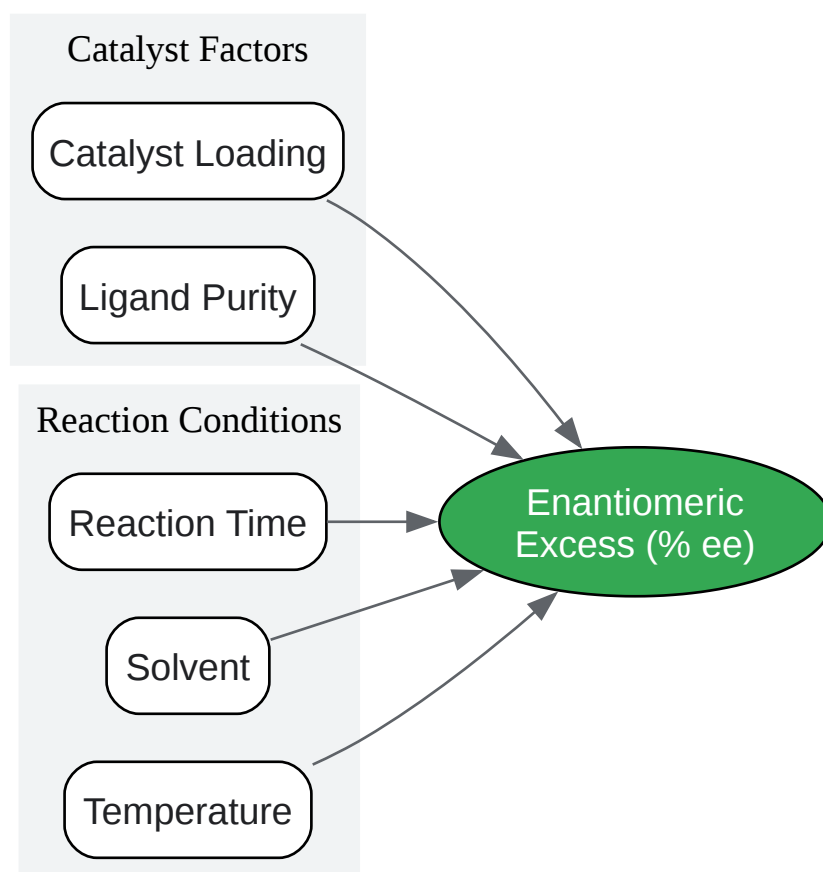 Catalyst Factors
Catalyst Loading
Ligand Purity
Reaction Conditions
Reaction Time
Solvent
Temperature
Enantiomeric
Excess (% ee)